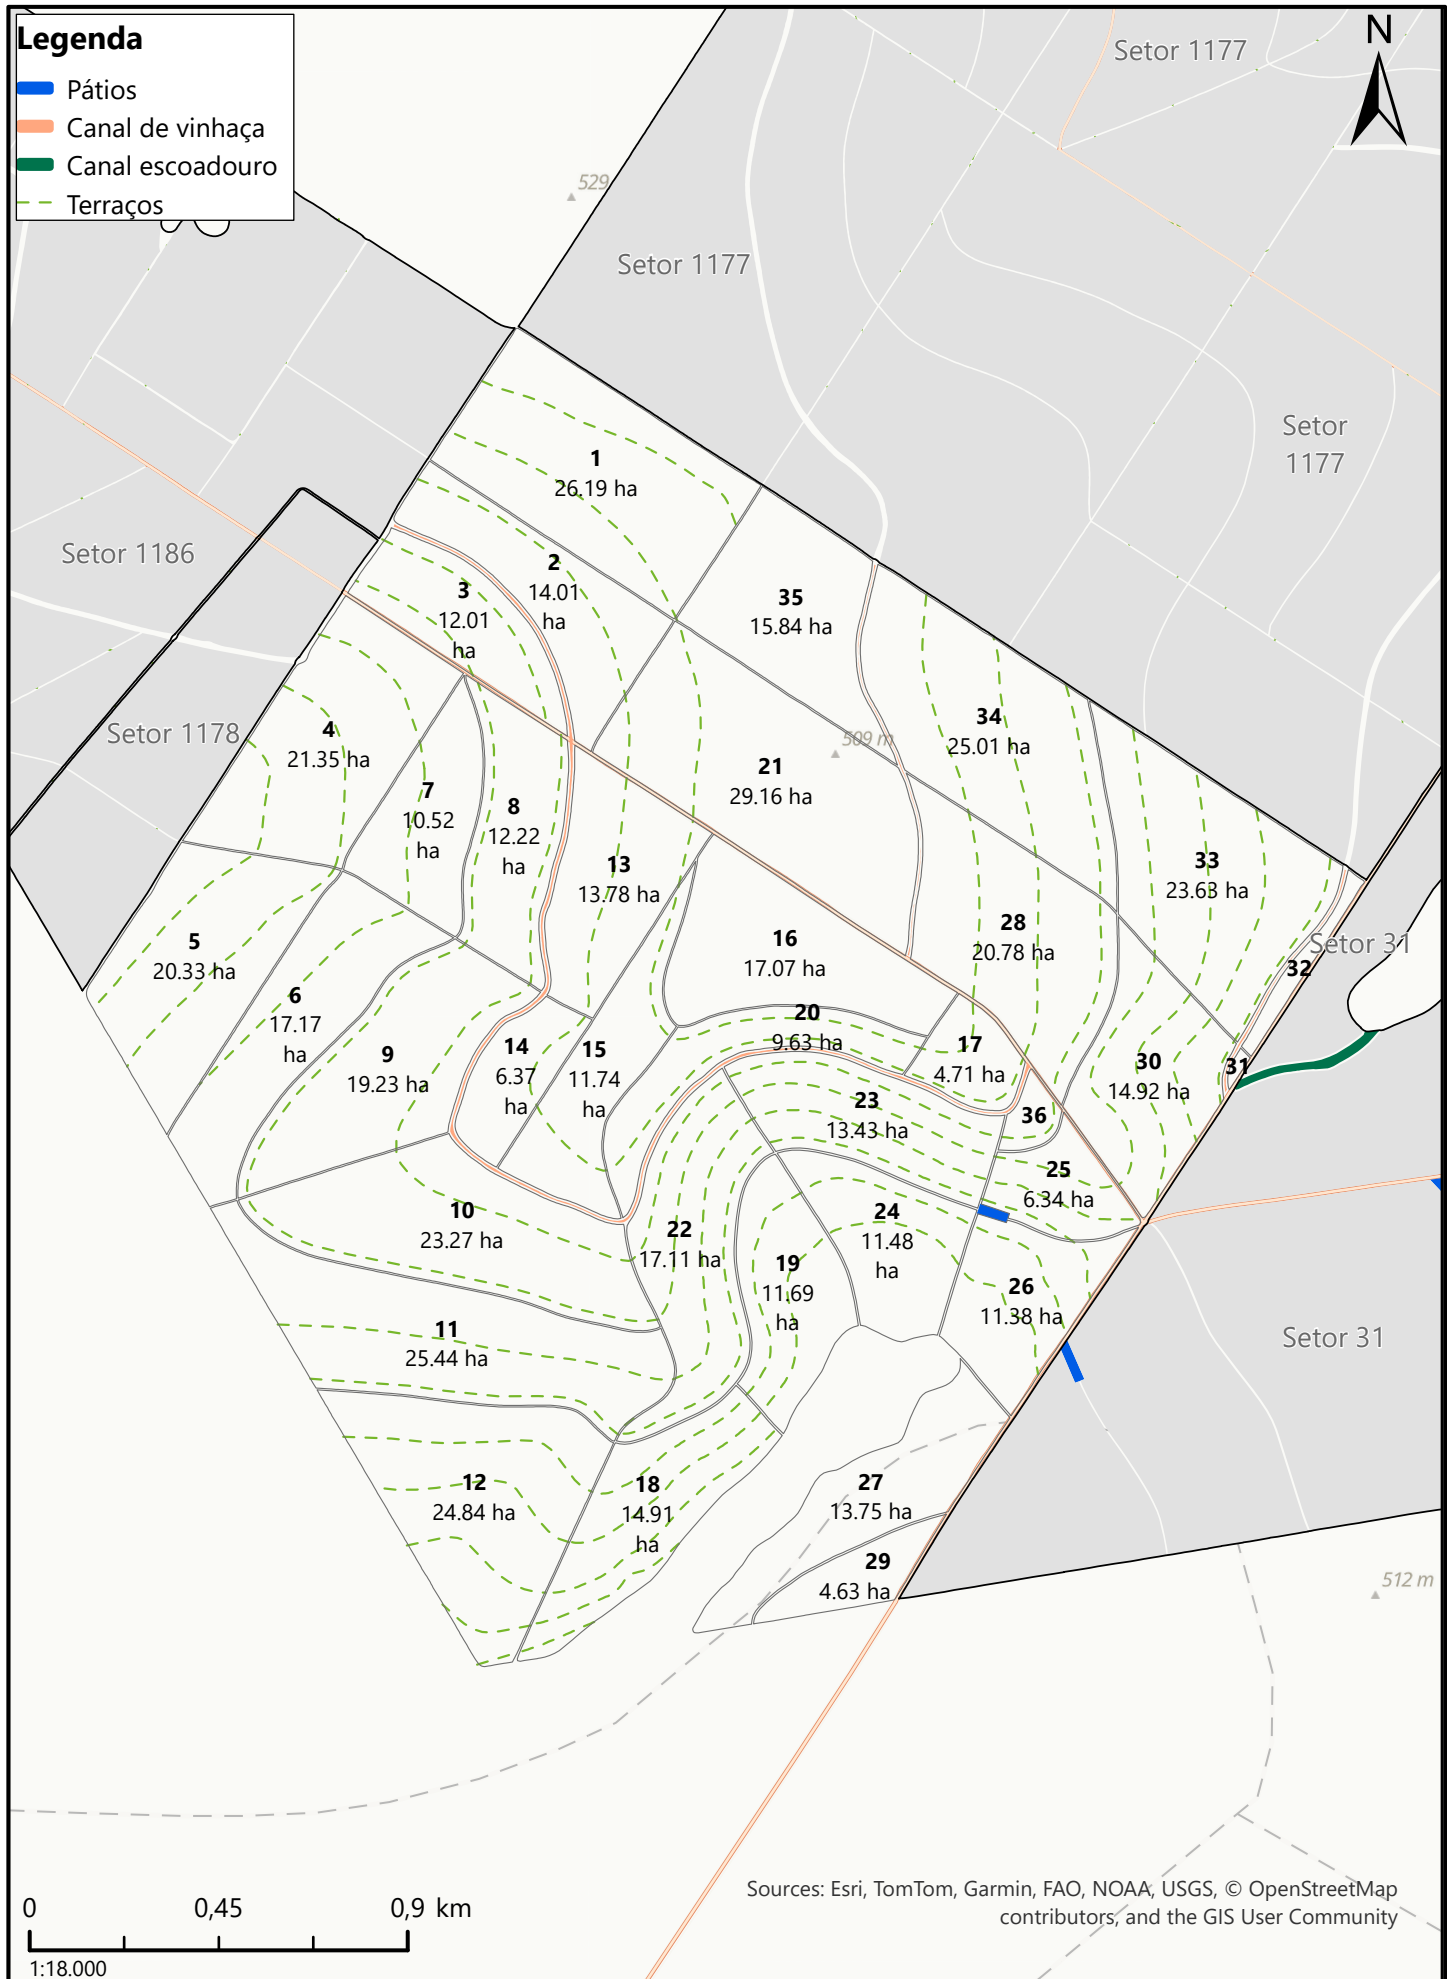 Legenda
Pátios
Canal de vinhaça
Canal escoadouro
Terraços
N
Setor 1177
529
Setor 1177
Setor
1177
Setor 1186
Setor 1178
Setor 31
Setor 31
509 m
512 m
1
26.19 ha
2
14.01
ha
3
12.01
ha
35
15.84 ha
34
25.01 ha
4
21.35 ha
21
29.16 ha
7
10.52
ha
8
12.22
ha
13
13.78 ha
33
23.63 ha
5
20.33 ha
16
17.07 ha
28
20.78 ha
32
6
17.17
ha
20
9.63 ha
9
19.23 ha
14
6.37
ha
15
11.74
ha
17
4.71 ha
30
14.92 ha
31
23
13.43 ha
36
25
6.34 ha
10
23.27 ha
22
17.11 ha
24
11.48
ha
19
11.69
ha
26
11.38 ha
11
25.44 ha
12
24.84 ha
18
14.91
ha
27
13.75 ha
29
4.63 ha
0 0,45 0,9 km
1:18.000
Sources: Esri, TomTom, Garmin, FAO, NOAA, USGS, © OpenStreetMap
contributors, and the GIS User Community